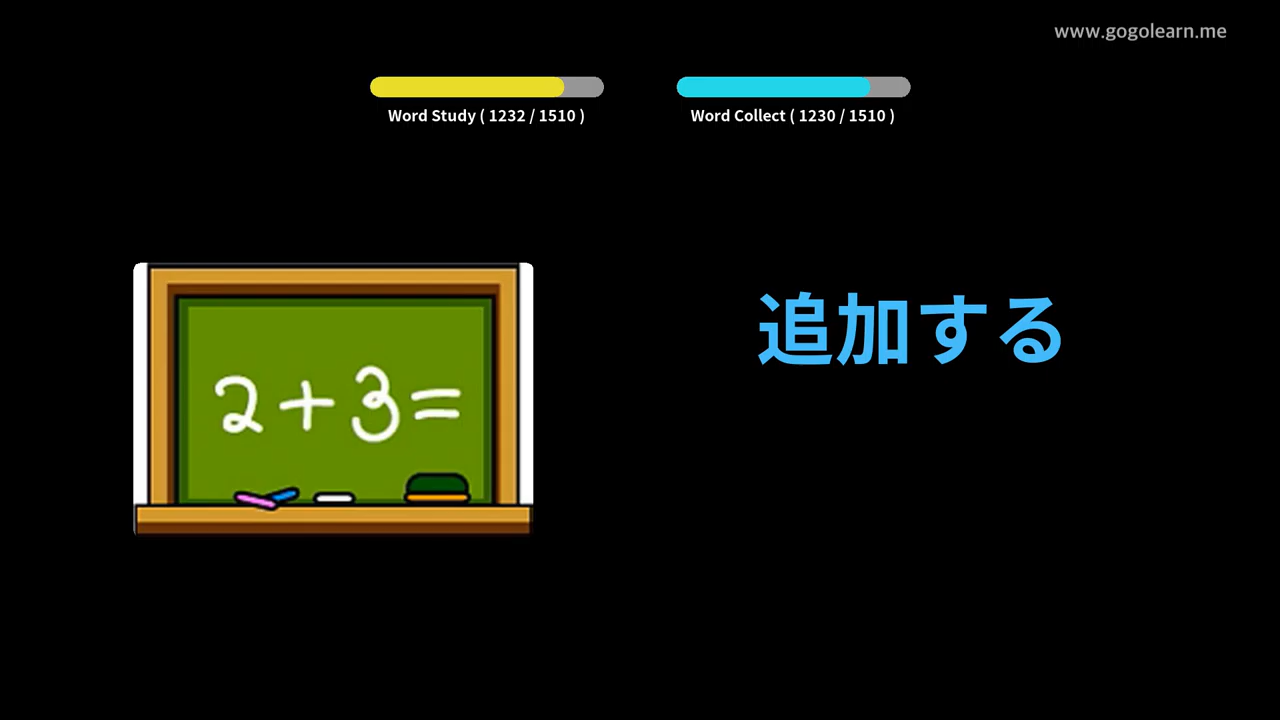 www.gogolearn.me
Word Study ( 1232 / 1510 )
Word Collect ( 1230 / 1510 )
追加する
2+3=